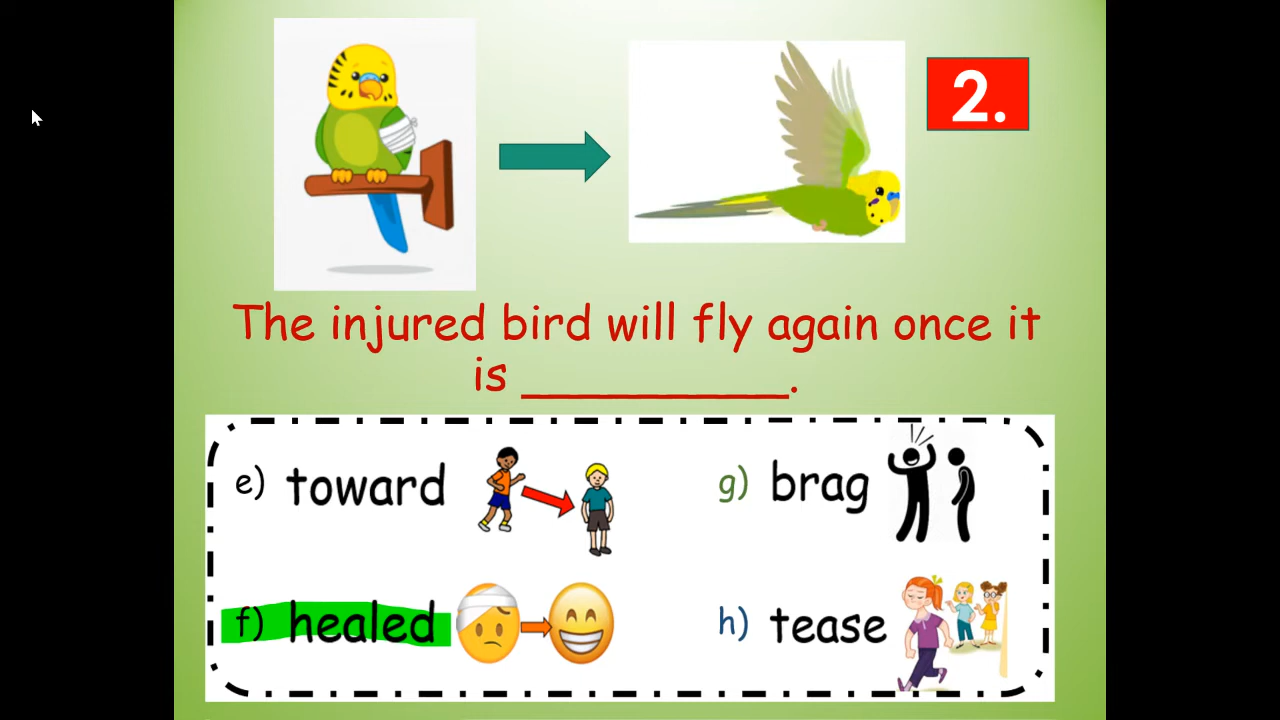 2.
The injured bird will fly again once it
is __________.
e) toward
g) brag
f) healed
h) tease